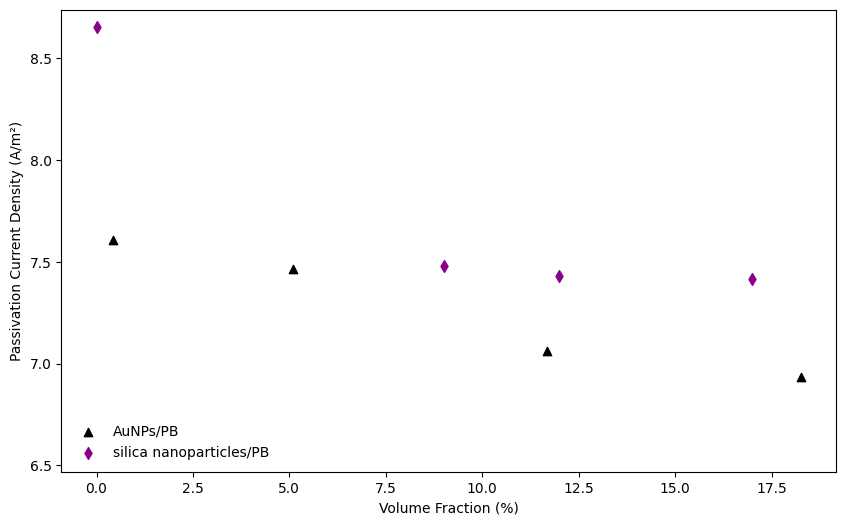 8.5
8.0
7.5
7.0
6.5
Passivation Current Density (A/m²)
AuNPs/PB
silica nanoparticles/PB
0.0 2.5 5.0 7.5 10.0 12.5 15.0 17.5
Volume Fraction (%)